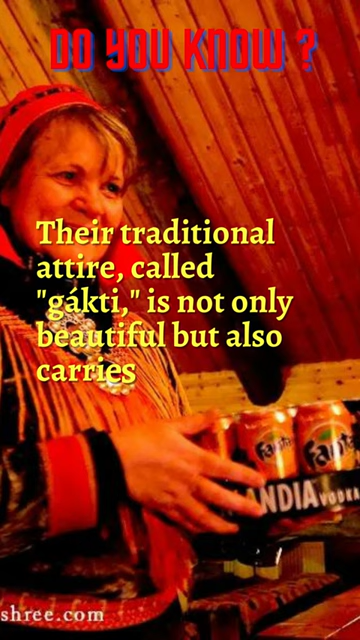 DO YOU KNOW ?
Their traditional
attire, called
"gákti," is not only
beautiful but also
carries
Fanta Fanta
ANDIA VODKA
shree.com